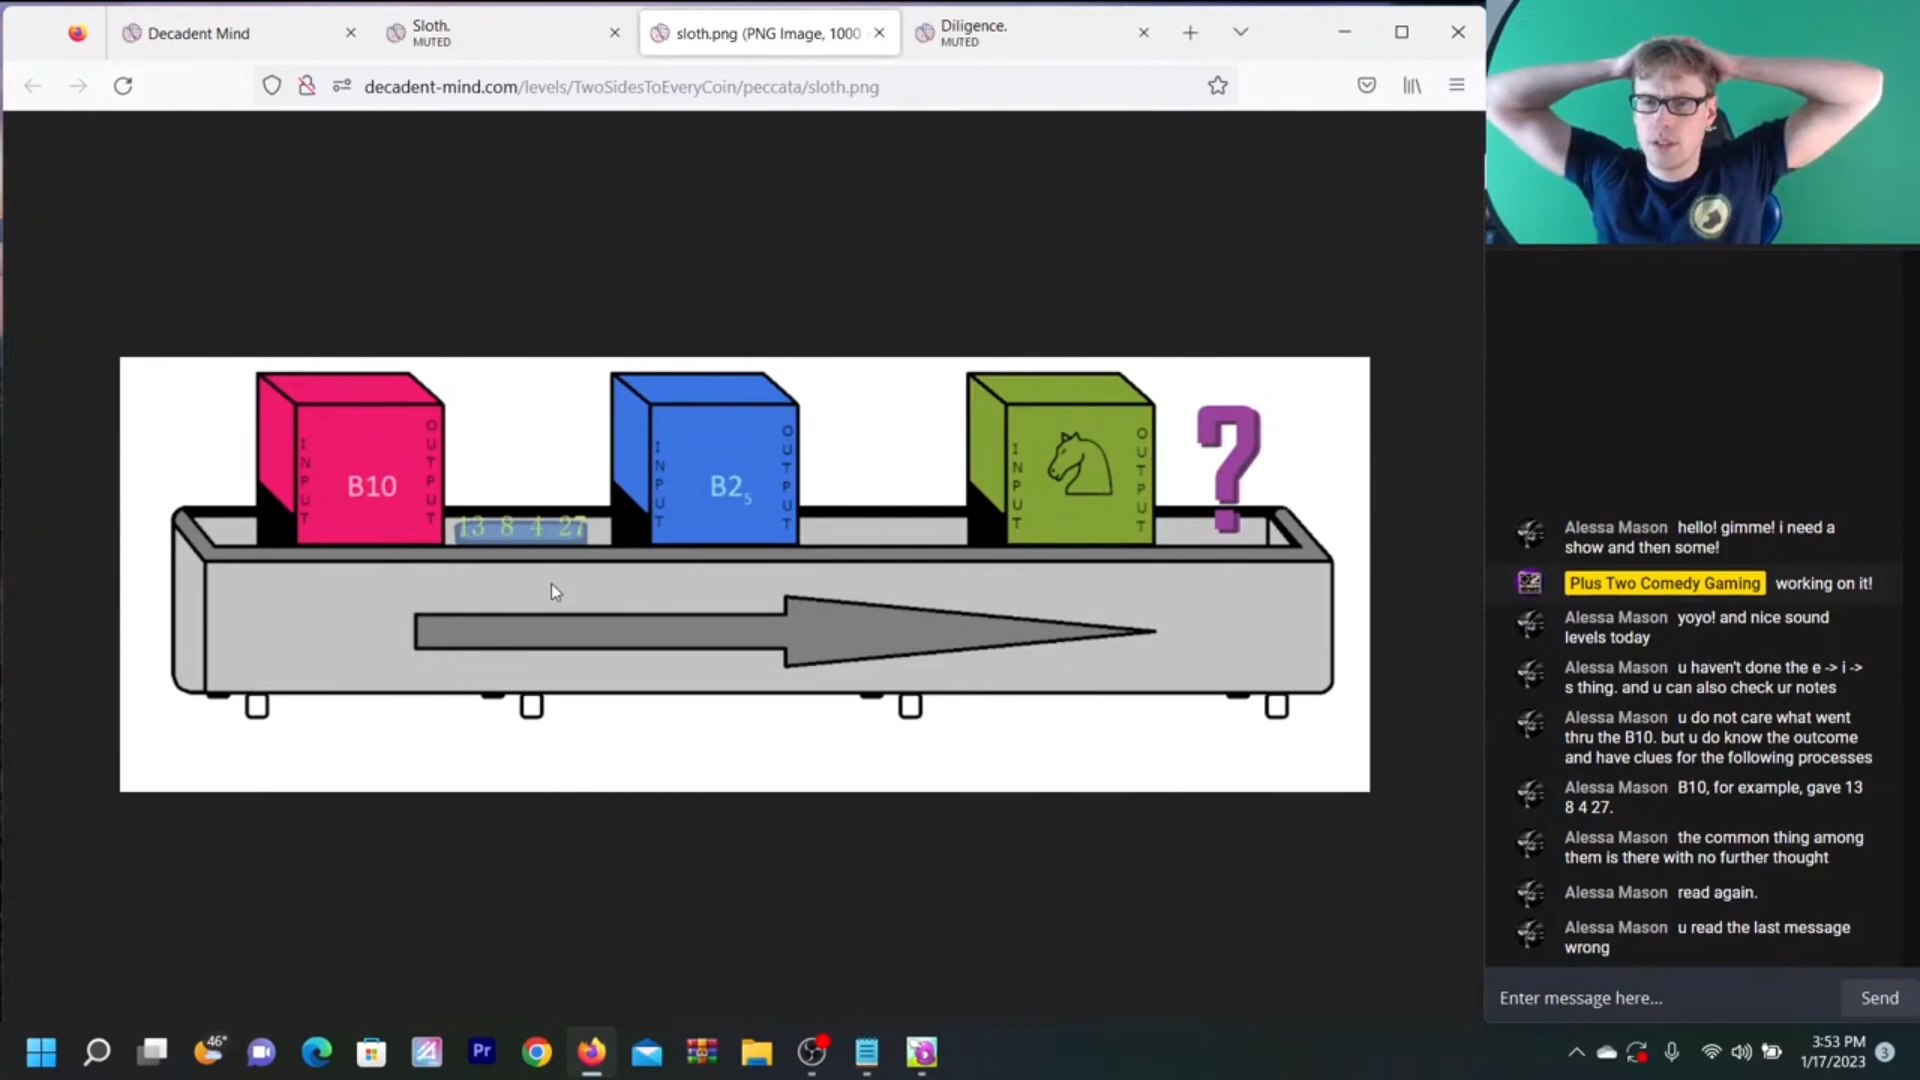 Decadent Mind
Sloth.
MUTED
sloth.png (PNG Image, 1000
Diligence.
MUTED
decadent-mind.com/levels/TwoSidesToEveryCoin/peccata/sloth.png
INPUT
B10
OUTPUT
13 8 4 27
INPUT
B2₅
OUTPUT
INPUT
OUTPUT
?
Alessa Mason hello! gimme! i need a
show and then some!
Plus Two Comedy Gaming working on it!
Alessa Mason yoyo! and nice sound
levels today
Alessa Mason u haven't done the e -> i ->
s thing. and u can also check ur notes
Alessa Mason u do not care what went
thru the B10. but u do know the outcome
and have clues for the following processes
Alessa Mason B10, for example, gave 13
8 4 27.
Alessa Mason the common thing among
them is there with no further thought
Alessa Mason read again.
Alessa Mason u read the last message
wrong
Enter message here...
Send
46°
Pr
3:53 PM
1/17/2023
3